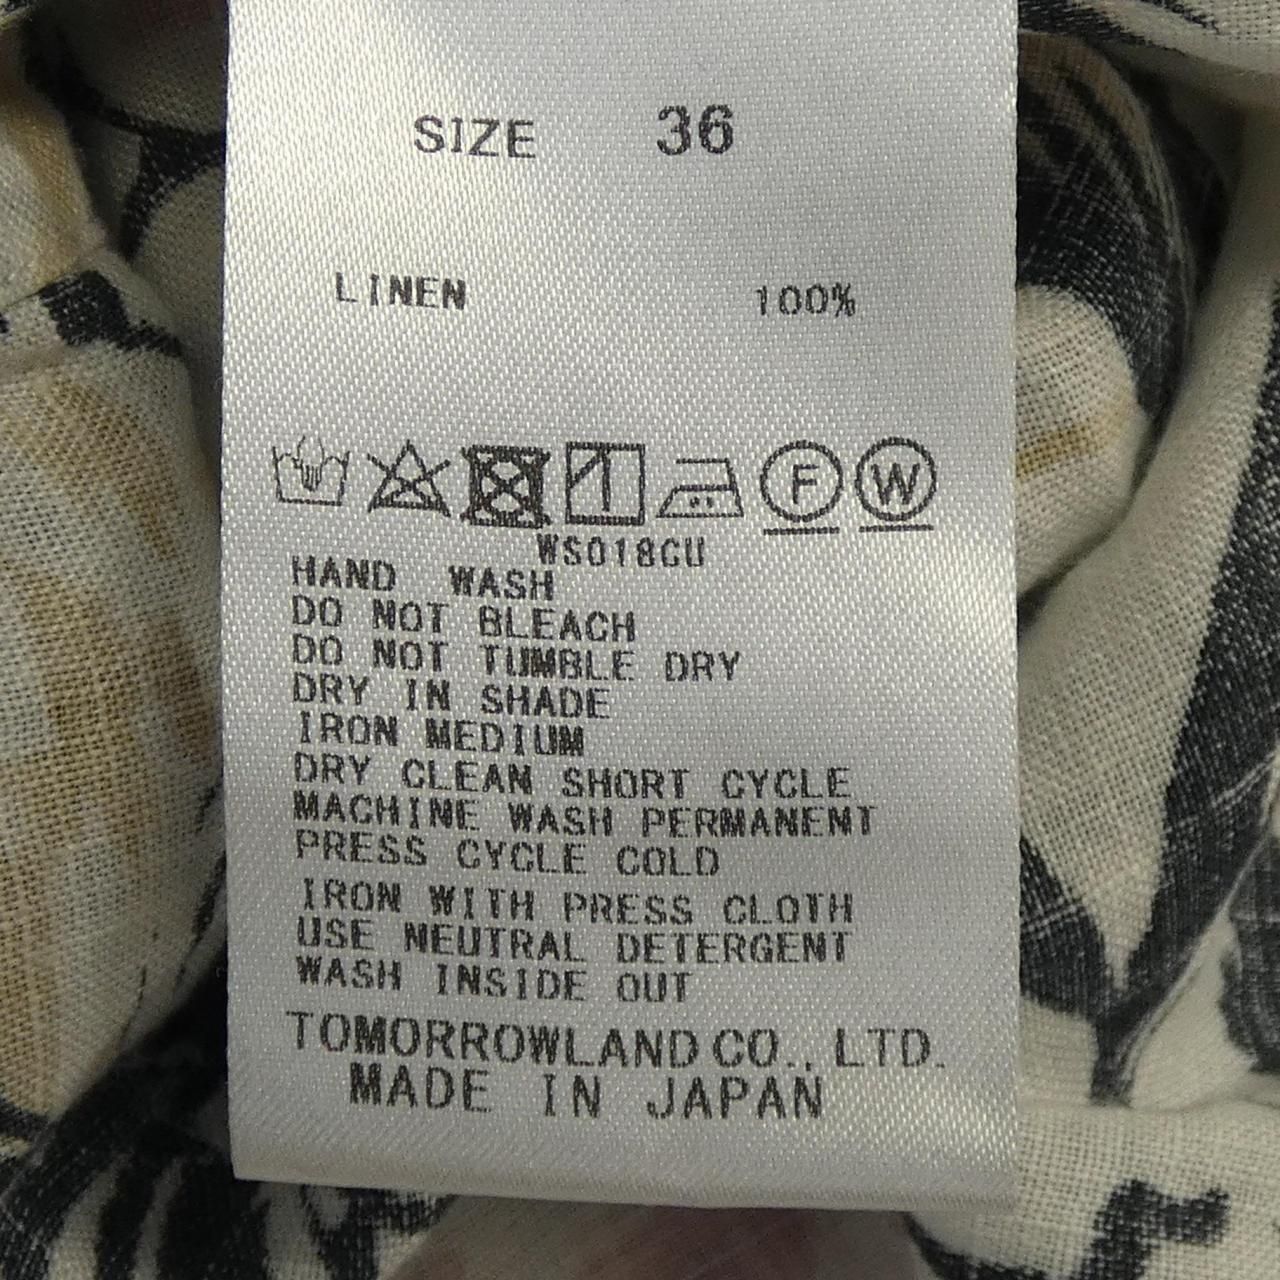 SIZE 36
LINEN 100%
F W
WS018GU
HAND WASH
DO NOT BLEACH
DO NOT TUMBLE DRY
DRY IN SHADE
IRON MEDIUM
DRY CLEAN SHORT CYCLE
MACHINE WASH PERMANENT
PRESS CYCLE COLD
IRON WITH PRESS CLOTH
USE NEUTRAL DETERGENT
WASH INSIDE OUT
TOMORROWLAND CO., LTD.
MADE IN JAPAN